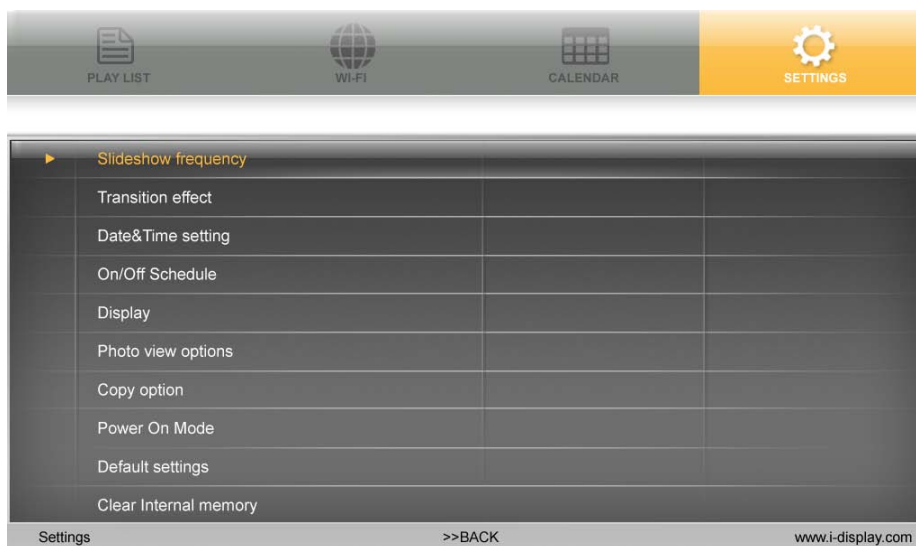 PLAY LIST
WI-FI
CALENDAR
SETTINGS
Slideshow frequency
Transition effect
Date&Time setting
On/Off Schedule
Display
Photo view options
Copy option
Power On Mode
Default settings
Clear Internal memory
Settings
>>BACK
www.i-display.com